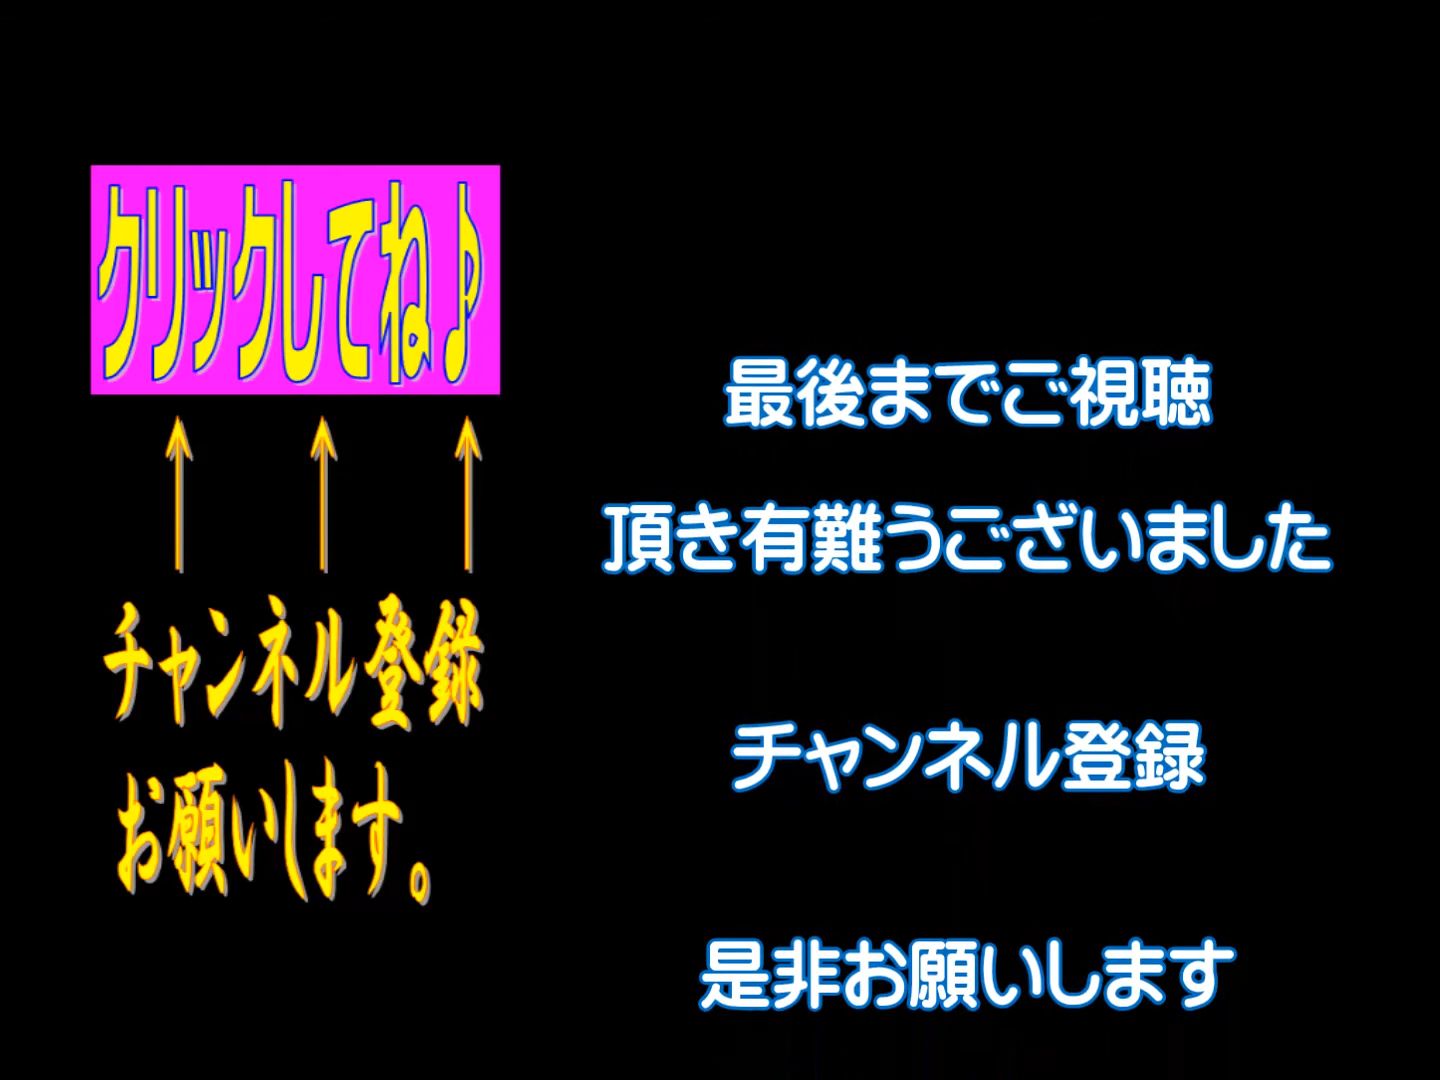 クリックしてね♪
チャンネル登録
お願いします。
最後までご視聴
頂き有難うございました
チャンネル登録
是非お願いします